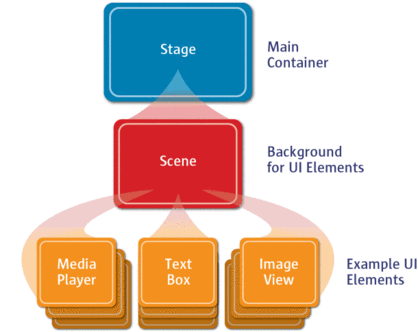 Stage
Main
Container
Scene
Background
for UI Elements
Media
Player
Text
Box
Image
View
Example UI
Elements